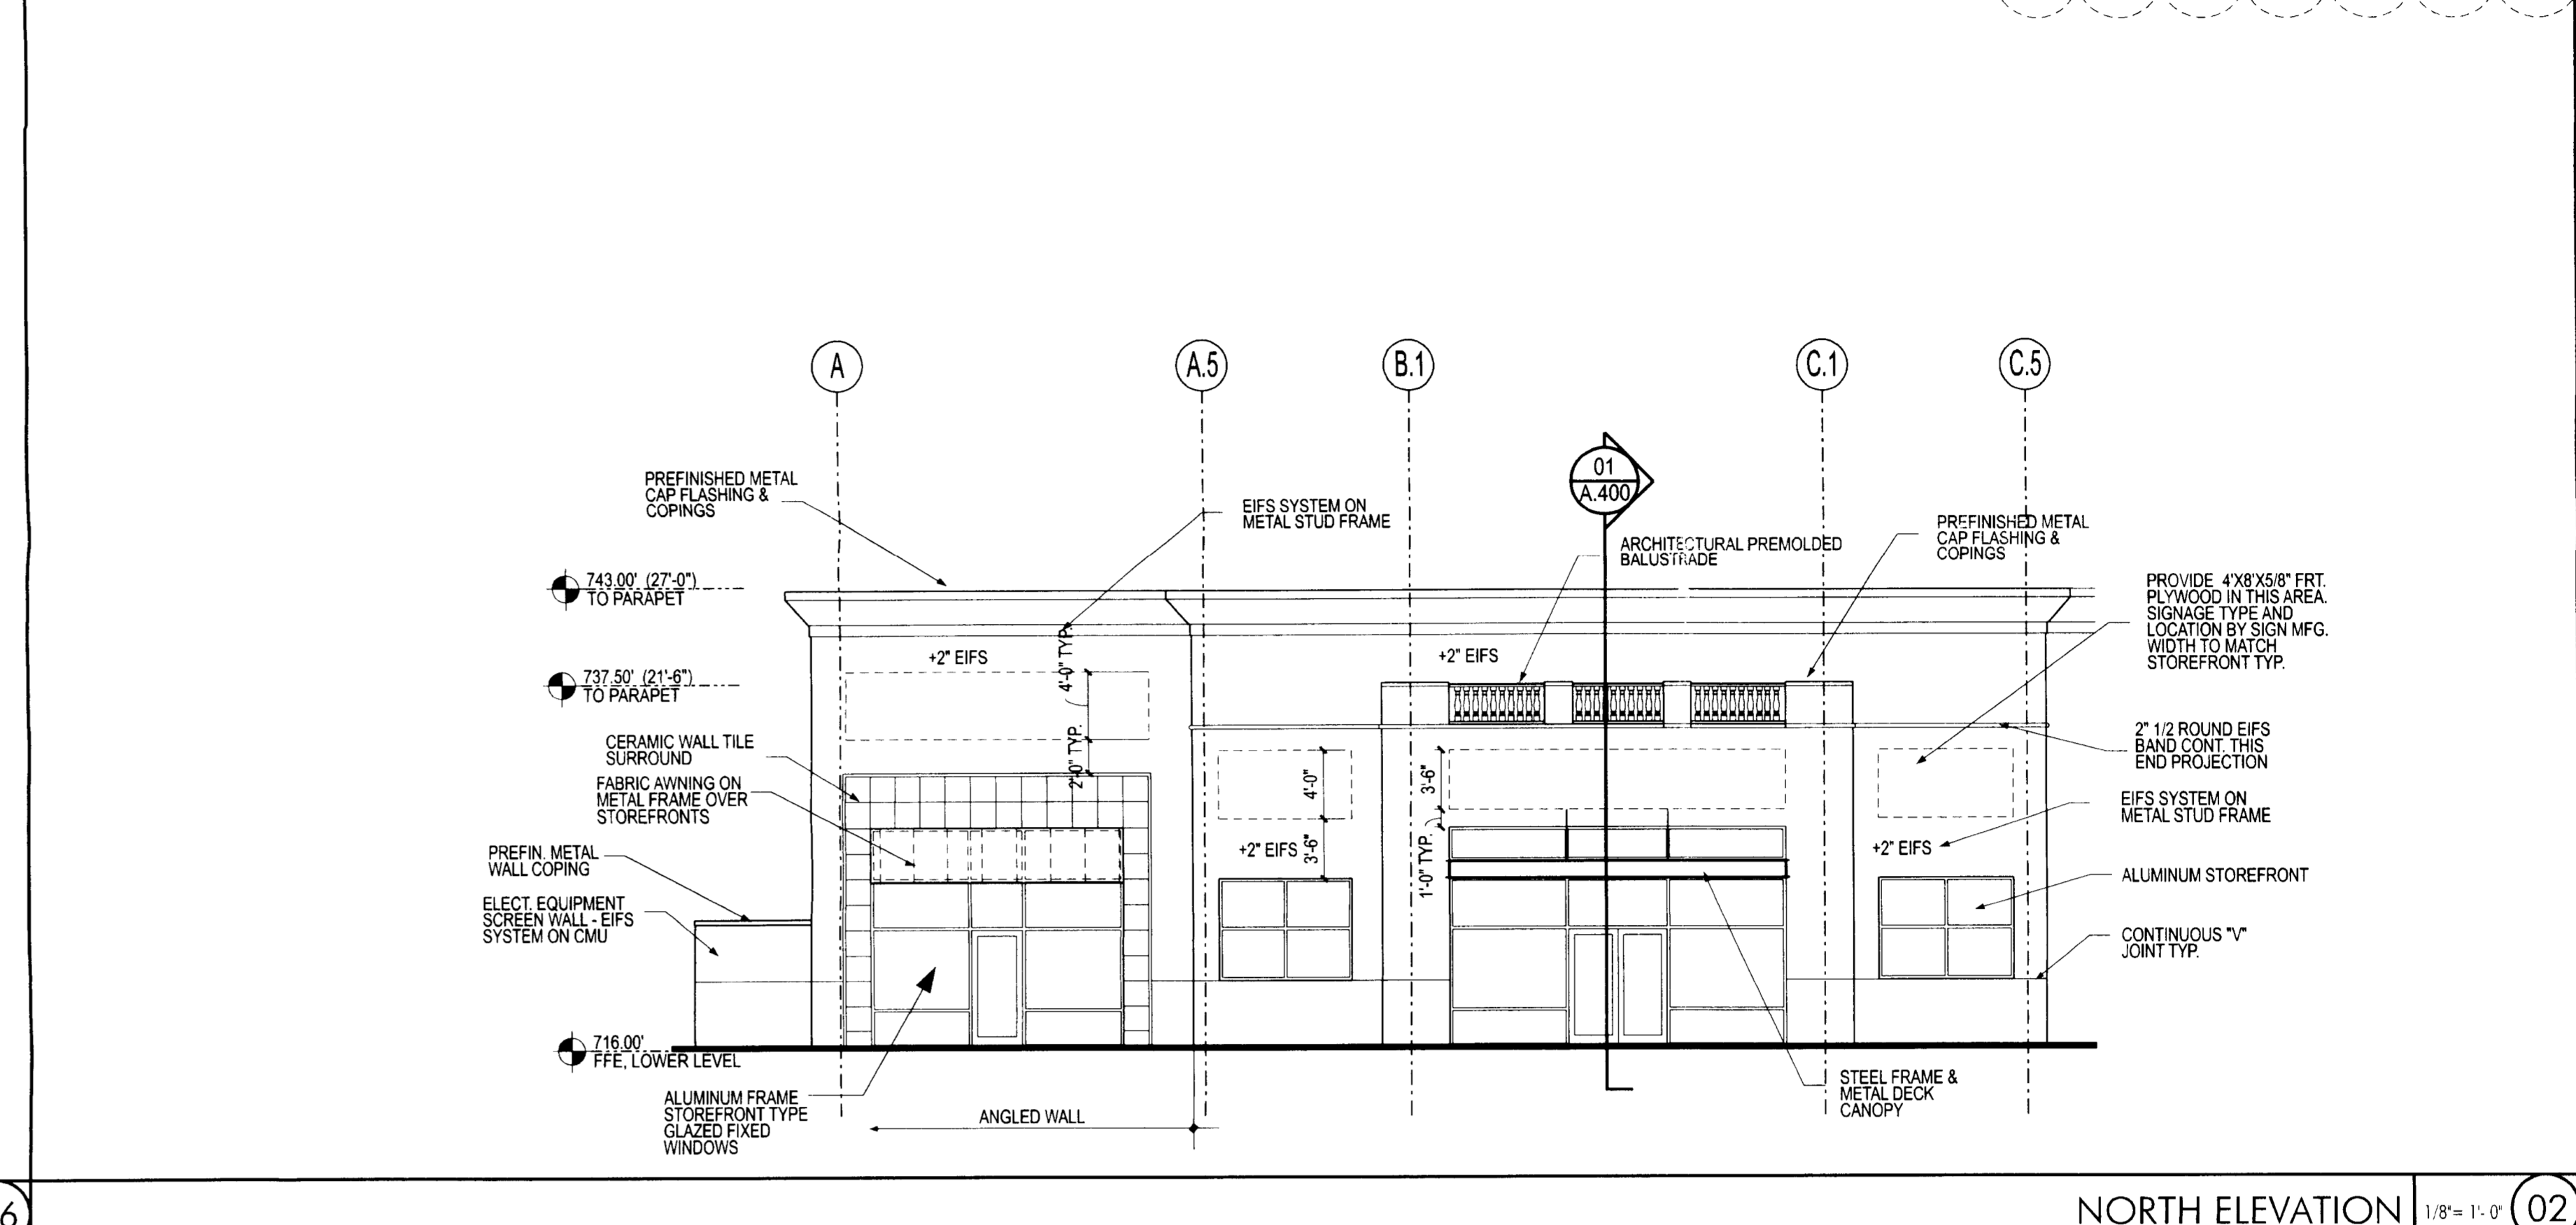 A
A.5
B.1
C.1
C.5
01
A.400
PREFINISHED METAL
CAP FLASHING &
COPINGS
EIFS SYSTEM ON
METAL STUD FRAME
ARCHITECTURAL PREMOLDED
BALUSTRADE
PREFINISHED METAL
CAP FLASHING &
COPINGS
743.00' (27'-0")
TO PARAPET
PROVIDE 4'X8'X5/8" FRT.
PLYWOOD IN THIS AREA.
SIGNAGE TYPE AND
LOCATION BY SIGN MFG.
WIDTH TO MATCH
STOREFRONT TYP.
+2" EIFS
4'-0" TYP.
+2" EIFS
737.50' (21'-6")
TO PARAPET
2'-0" TYP.
CERAMIC WALL TILE
SURROUND
2" 1/2 ROUND EIFS
BAND CONT. THIS
END PROJECTION
FABRIC AWNING ON
METAL FRAME OVER
STOREFRONTS
4'-0"
3'-6"
EIFS SYSTEM ON
METAL STUD FRAME
+2" EIFS
3'-6"
1'-0" TYP.
+2" EIFS
PREFIN. METAL
WALL COPING
ALUMINUM STOREFRONT
ELECT. EQUIPMENT
SCREEN WALL - EIFS
SYSTEM ON CMU
CONTINUOUS "V"
JOINT TYP.
716.00'
FFE, LOWER LEVEL
ALUMINUM FRAME
STOREFRONT TYPE
GLAZED FIXED
WINDOWS
ANGLED WALL
STEEL FRAME &
METAL DECK
CANOPY
6
NORTH ELEVATION
1/8"= 1'- 0"
02